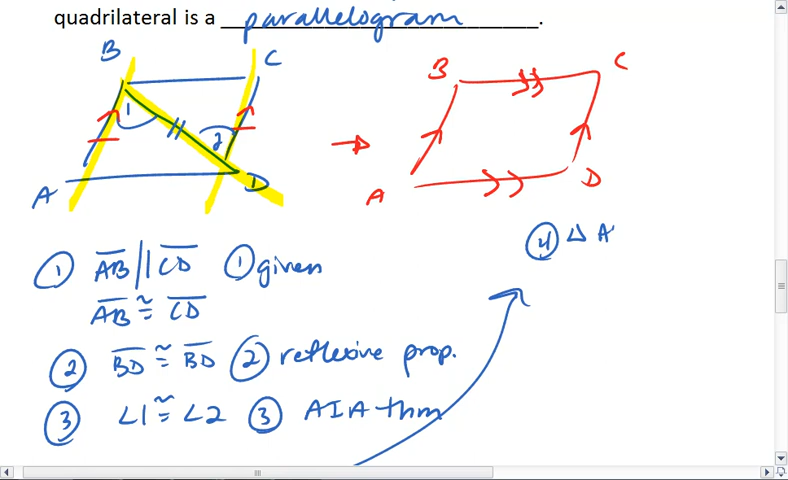 quadrilateral is a parallelogram.
B C
1 2
A D
B C
A D
① AB || CD ① given
AB ≅ CD
② BD ≅ BD ② reflexive prop.
③ ∠1 ≅ ∠2 ③ AIA thm
④ △ A